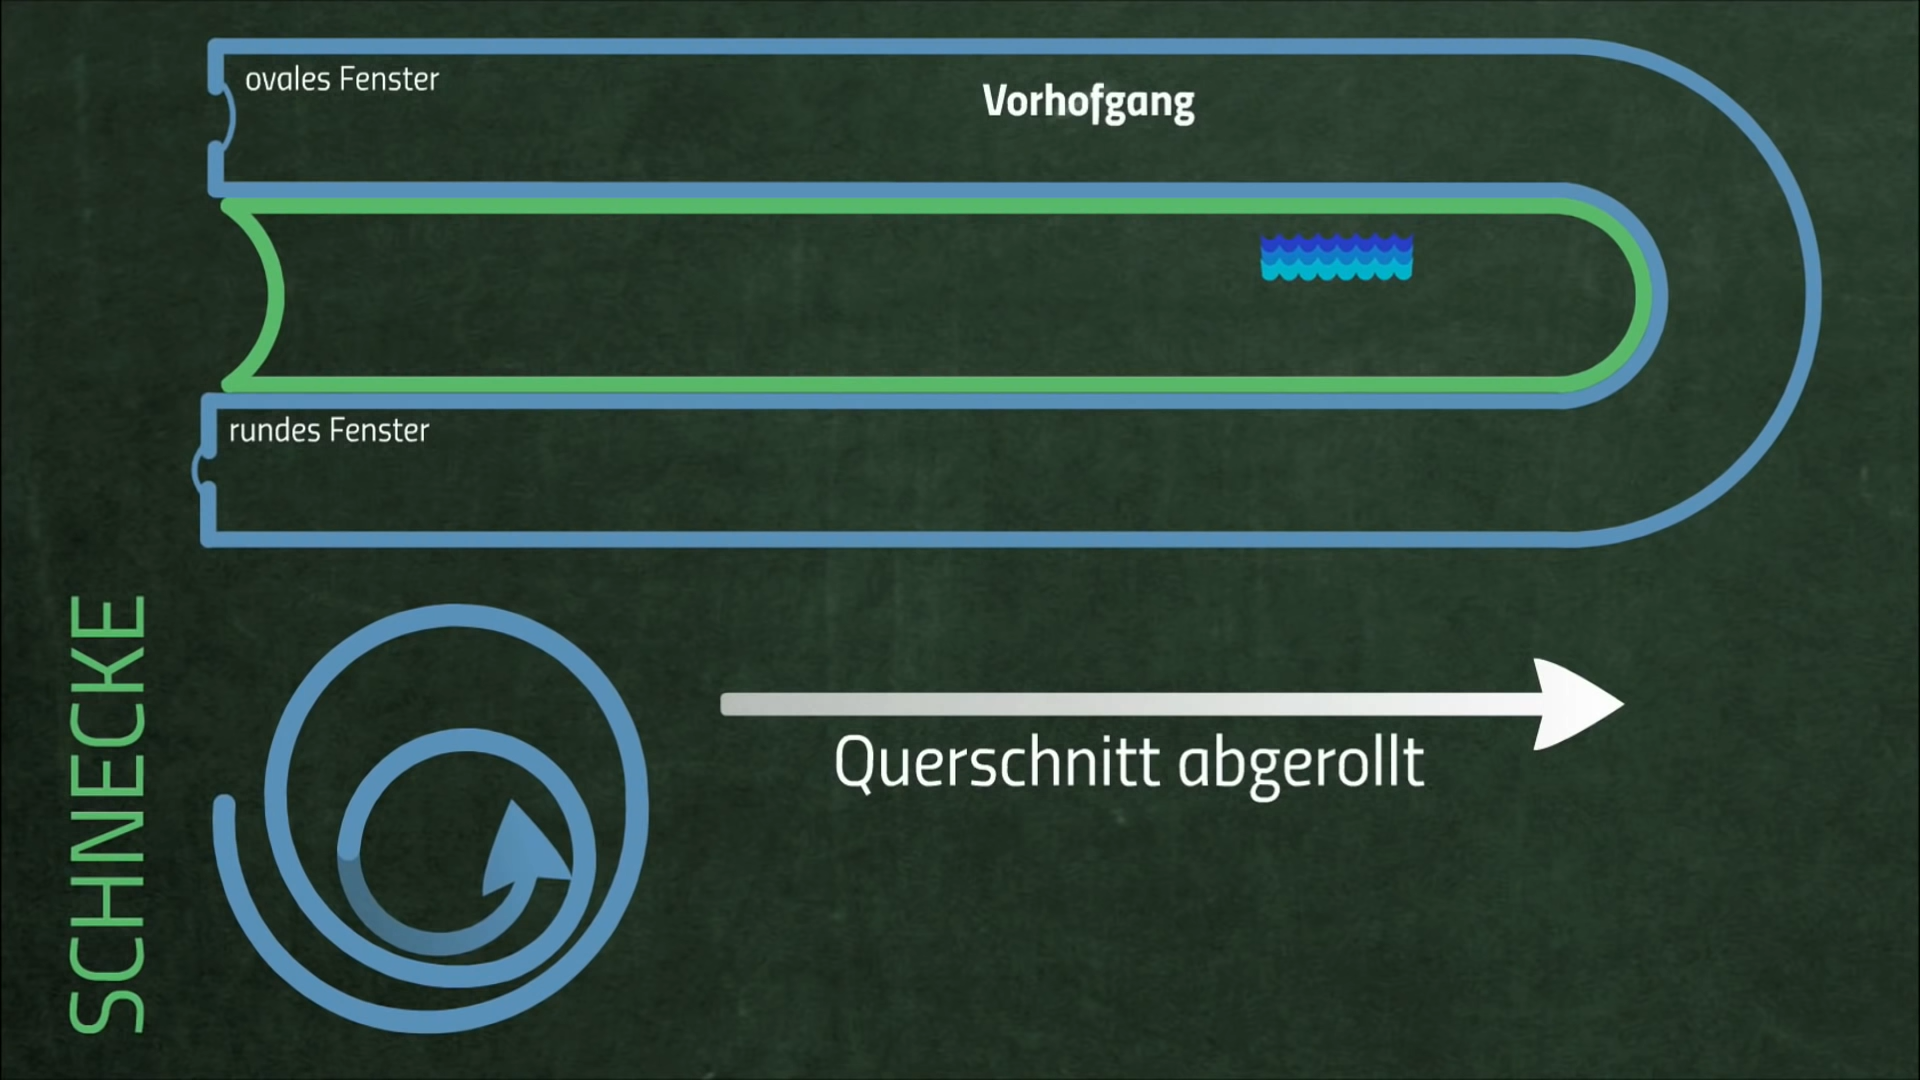 ovales Fenster
Vorhofgang
rundes Fenster
SCHNECKE
Querschnitt abgerollt